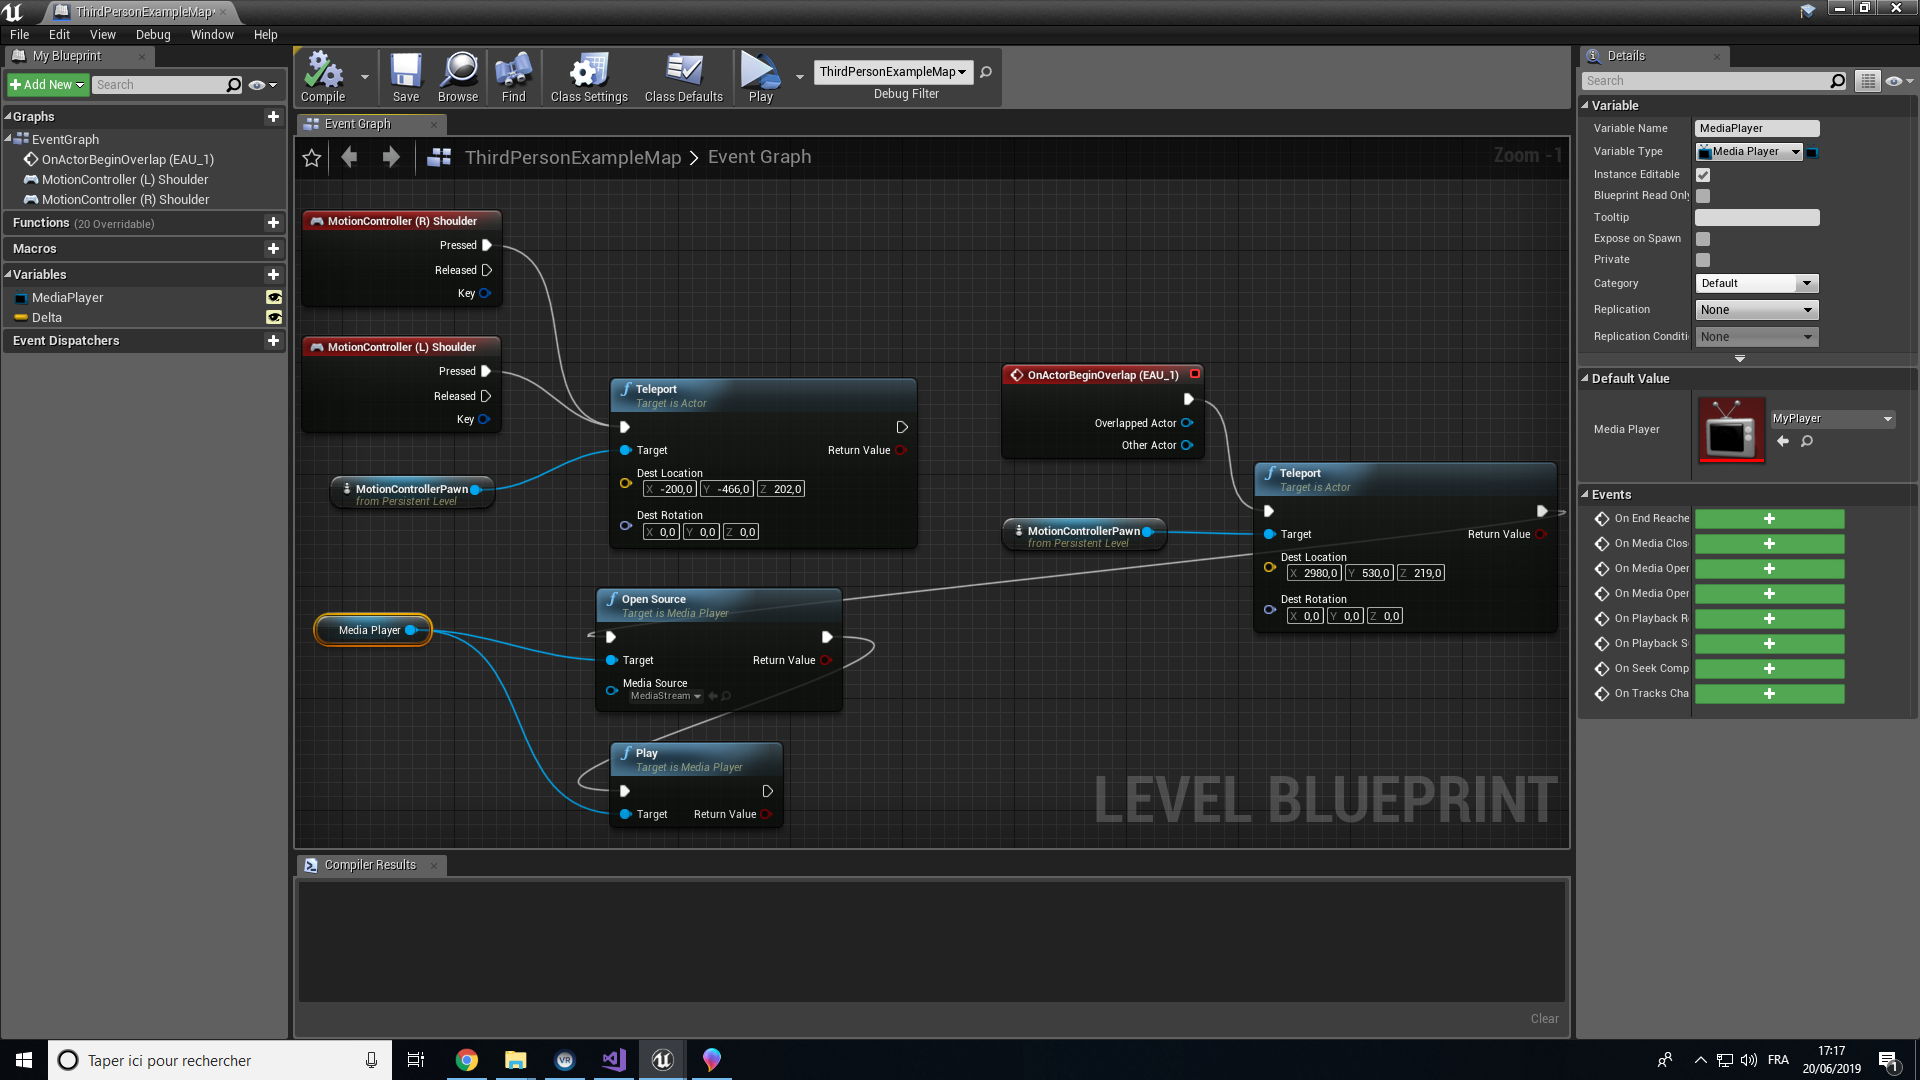 ThirdPersonExampleMap*
File Edit View Debug Window Help
My Blueprint
Add New Search
Graphs
EventGraph
OnActorBeginOverlap (EAU_1)
MotionController (L) Shoulder
MotionController (R) Shoulder
Functions (20 Overridable)
Macros
Variables
MediaPlayer
Delta
Event Dispatchers
Compile Save Browse Find Class Settings Class Defaults Play
ThirdPersonExampleMap
Debug Filter
Event Graph
ThirdPersonExampleMap > Event Graph
Zoom -1
MotionController (R) Shoulder
Pressed
Released
Key
MotionController (L) Shoulder
Pressed
Released
Key
MotionControllerPawn
from Persistent Level
Teleport
Target is Actor
Target Return Value
Dest Location
X -200,0 Y -466,0 Z 202,0
Dest Rotation
X 0,0 Y 0,0 Z 0,0
OnActorBeginOverlap (EAU_1)
Overlapped Actor
Other Actor
MotionControllerPawn
from Persistent Level
Teleport
Target is Actor
Target Return Value
Dest Location
X 2980,0 Y 530,0 Z 219,0
Dest Rotation
X 0,0 Y 0,0 Z 0,0
Media Player
Open Source
Target is Media Player
Target Return Value
Media Source
MediaStream
Play
Target is Media Player
Target Return Value
LEVEL BLUEPRINT
Compiler Results
Clear
Details
Search
Variable
Variable Name MediaPlayer
Variable Type Media Player
Instance Editable
Blueprint Read Only
Tooltip
Expose on Spawn
Private
Category Default
Replication None
Replication Conditi None
Default Value
Media Player MyPlayer
Events
On End Reache
On Media Clos
On Media Oper
On Media Oper
On Playback R
On Playback S
On Seek Comp
On Tracks Cha
Taper ici pour rechercher
VR
FRA
17:17
20/06/2019
1